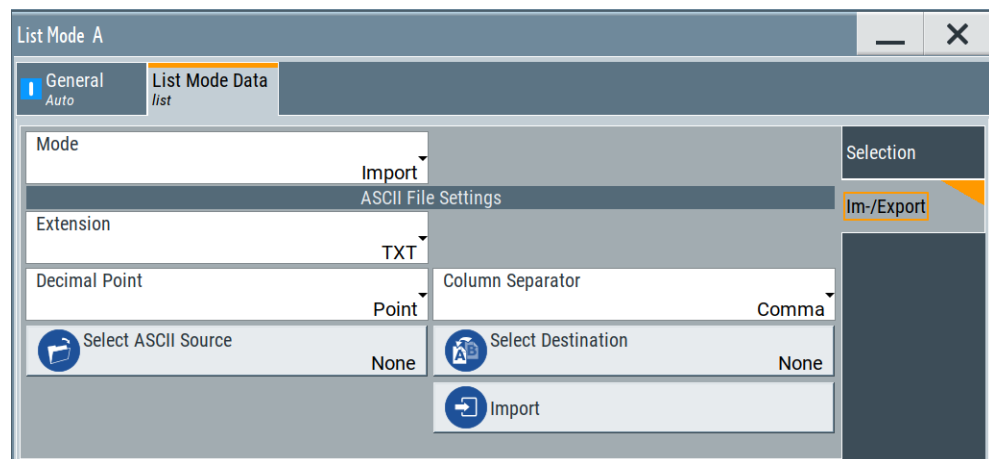 List Mode A
General
Auto
List Mode Data
list
Mode
Import
ASCII File Settings
Extension
TXT
Decimal Point
Point
Column Separator
Comma
Select ASCII Source
None
Select Destination
None
Import
Selection
Im-/Export